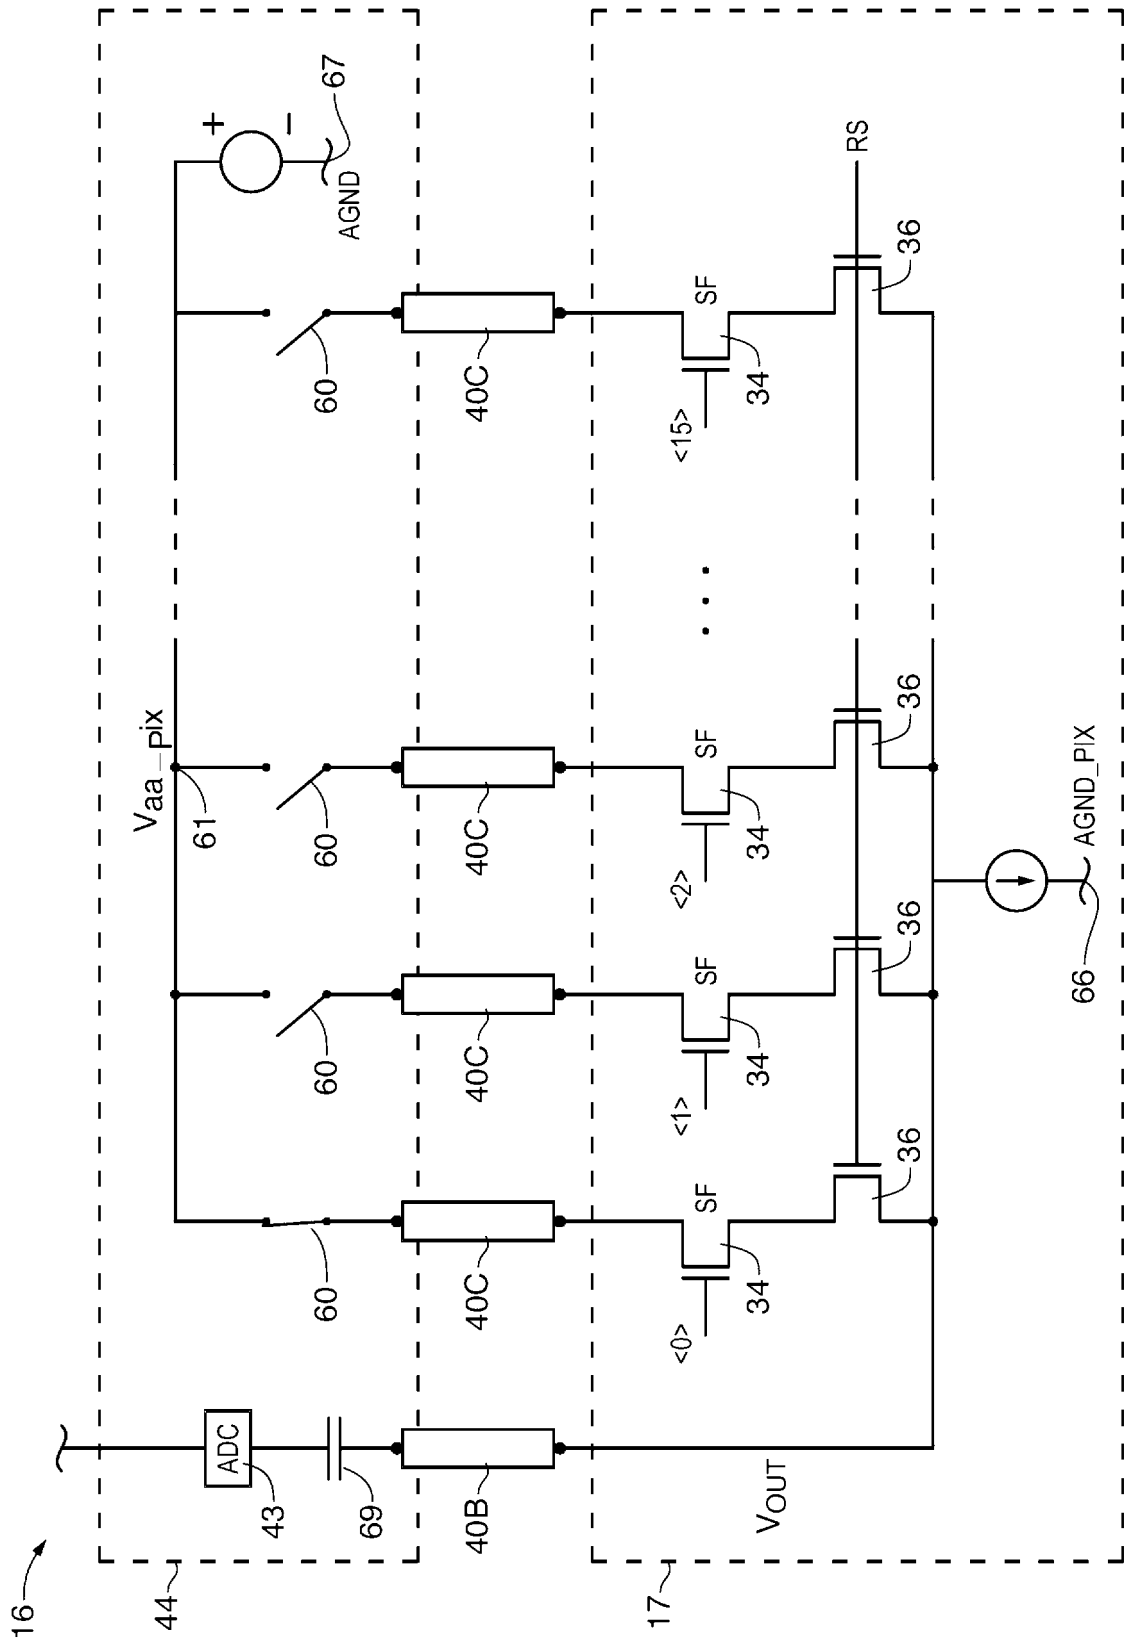 16
44
ADC
43
69
40B
VOUT
17
Vaa_pix
61
+
−
AGND
67
60
60
60
60
40C
40C
40C
40C
<0>
SF
34
<1>
SF
34
<2>
SF
34
. . .
<15>
SF
34
RS
36
36
36
36
66
AGND_PIX